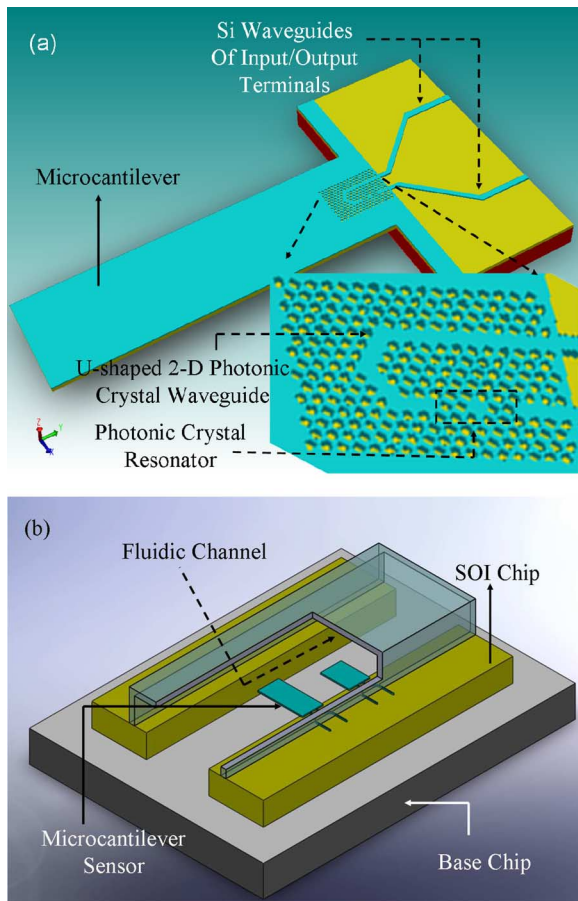 (a)
Si Waveguides
Of Input/Output
Terminals
Microcantilever
U-shaped 2-D Photonic
Crystal Waveguide
Photonic Crystal
Resonator
Z
Y
X
(b)
Fluidic Channel
SOI Chip
Microcantilever
Sensor
Base Chip